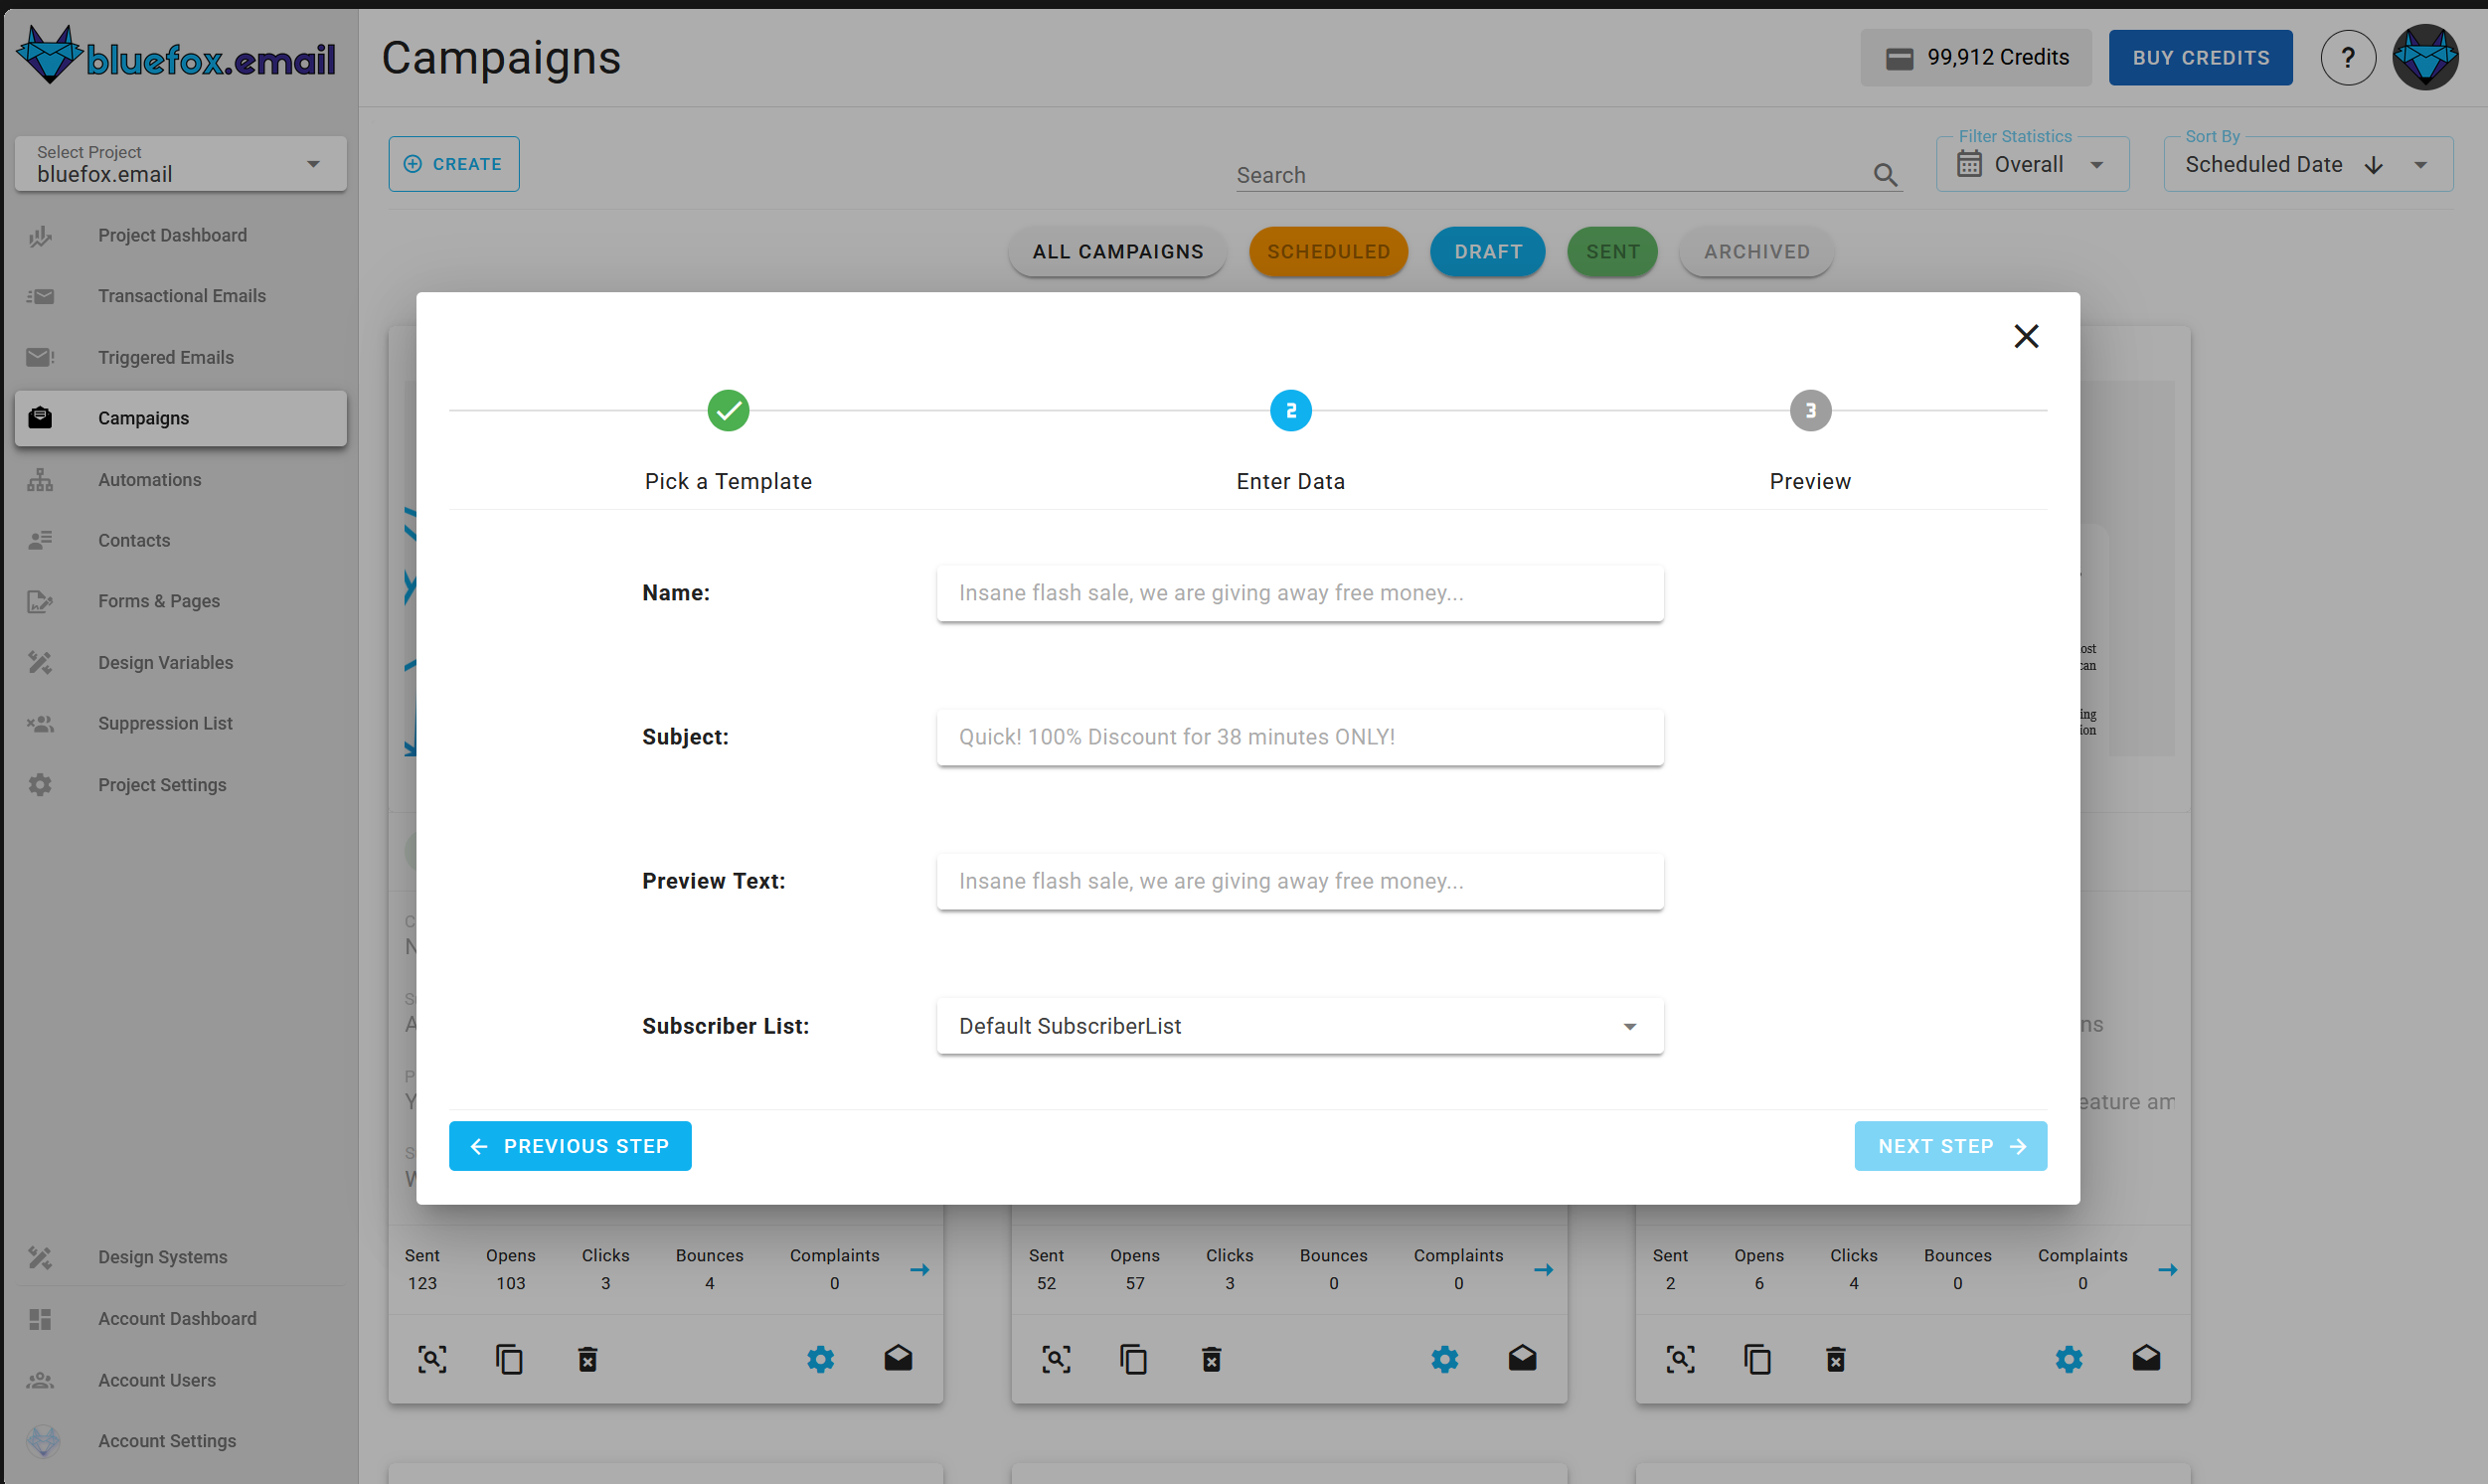 bluefox.email
Campaigns
99,912 Credits
BUY CREDITS
?
Select Project
bluefox.email
CREATE
Search
Filter Statistics
Overall
Sort By
Scheduled Date
Project Dashboard
Transactional Emails
Triggered Emails
Campaigns
Automations
Contacts
Forms & Pages
Design Variables
Suppression List
Project Settings
Design Systems
Account Dashboard
Account Users
Account Settings
ALL CAMPAIGNS
SCHEDULED
DRAFT
SENT
ARCHIVED
2
3
Pick a Template
Enter Data
Preview
Name:
Insane flash sale, we are giving away free money...
Subject:
Quick! 100% Discount for 38 minutes ONLY!
Preview Text:
Insane flash sale, we are giving away free money...
Subscriber List:
Default SubscriberList
PREVIOUS STEP
NEXT STEP
Sent Opens Clicks Bounces Complaints
123 103 3 4 0
Sent Opens Clicks Bounces Complaints
52 57 3 0 0
Sent Opens Clicks Bounces Complaints
2 6 4 0 0